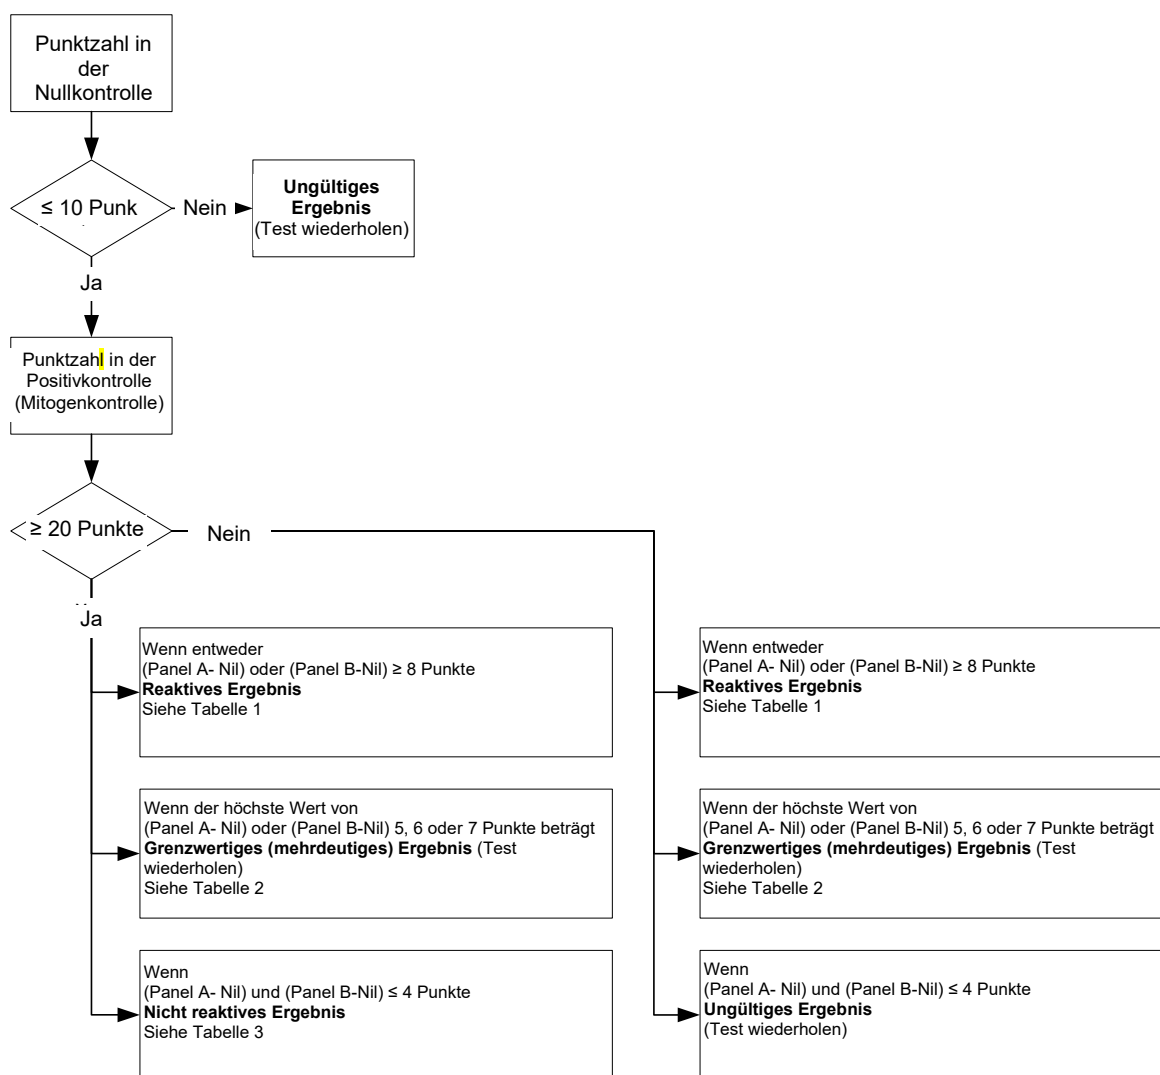 Punktzahl in
der
Nullkontrolle
≤ 10 Punk
Nein
Ungültiges
Ergebnis
(Test wiederholen)
Ja
Punktzahl in der
Positivkontrolle
(Mitogenkontrolle)
≥ 20 Punkte
Nein
Ja
Wenn entweder
(Panel A- Nil) oder (Panel B-Nil) ≥ 8 Punkte
Reaktives Ergebnis
Siehe Tabelle 1
Wenn entweder
(Panel A- Nil) oder (Panel B-Nil) ≥ 8 Punkte
Reaktives Ergebnis
Siehe Tabelle 1
Wenn der höchste Wert von
(Panel A- Nil) oder (Panel B-Nil) 5, 6 oder 7 Punkte beträgt
Grenzwertiges (mehrdeutiges) Ergebnis (Test
wiederholen)
Siehe Tabelle 2
Wenn der höchste Wert von
(Panel A- Nil) oder (Panel B-Nil) 5, 6 oder 7 Punkte beträgt
Grenzwertiges (mehrdeutiges) Ergebnis (Test
wiederholen)
Siehe Tabelle 2
Wenn
(Panel A- Nil) und (Panel B-Nil) ≤ 4 Punkte
Nicht reaktives Ergebnis
Siehe Tabelle 3
Wenn
(Panel A- Nil) und (Panel B-Nil) ≤ 4 Punkte
Ungültiges Ergebnis
(Test wiederholen)